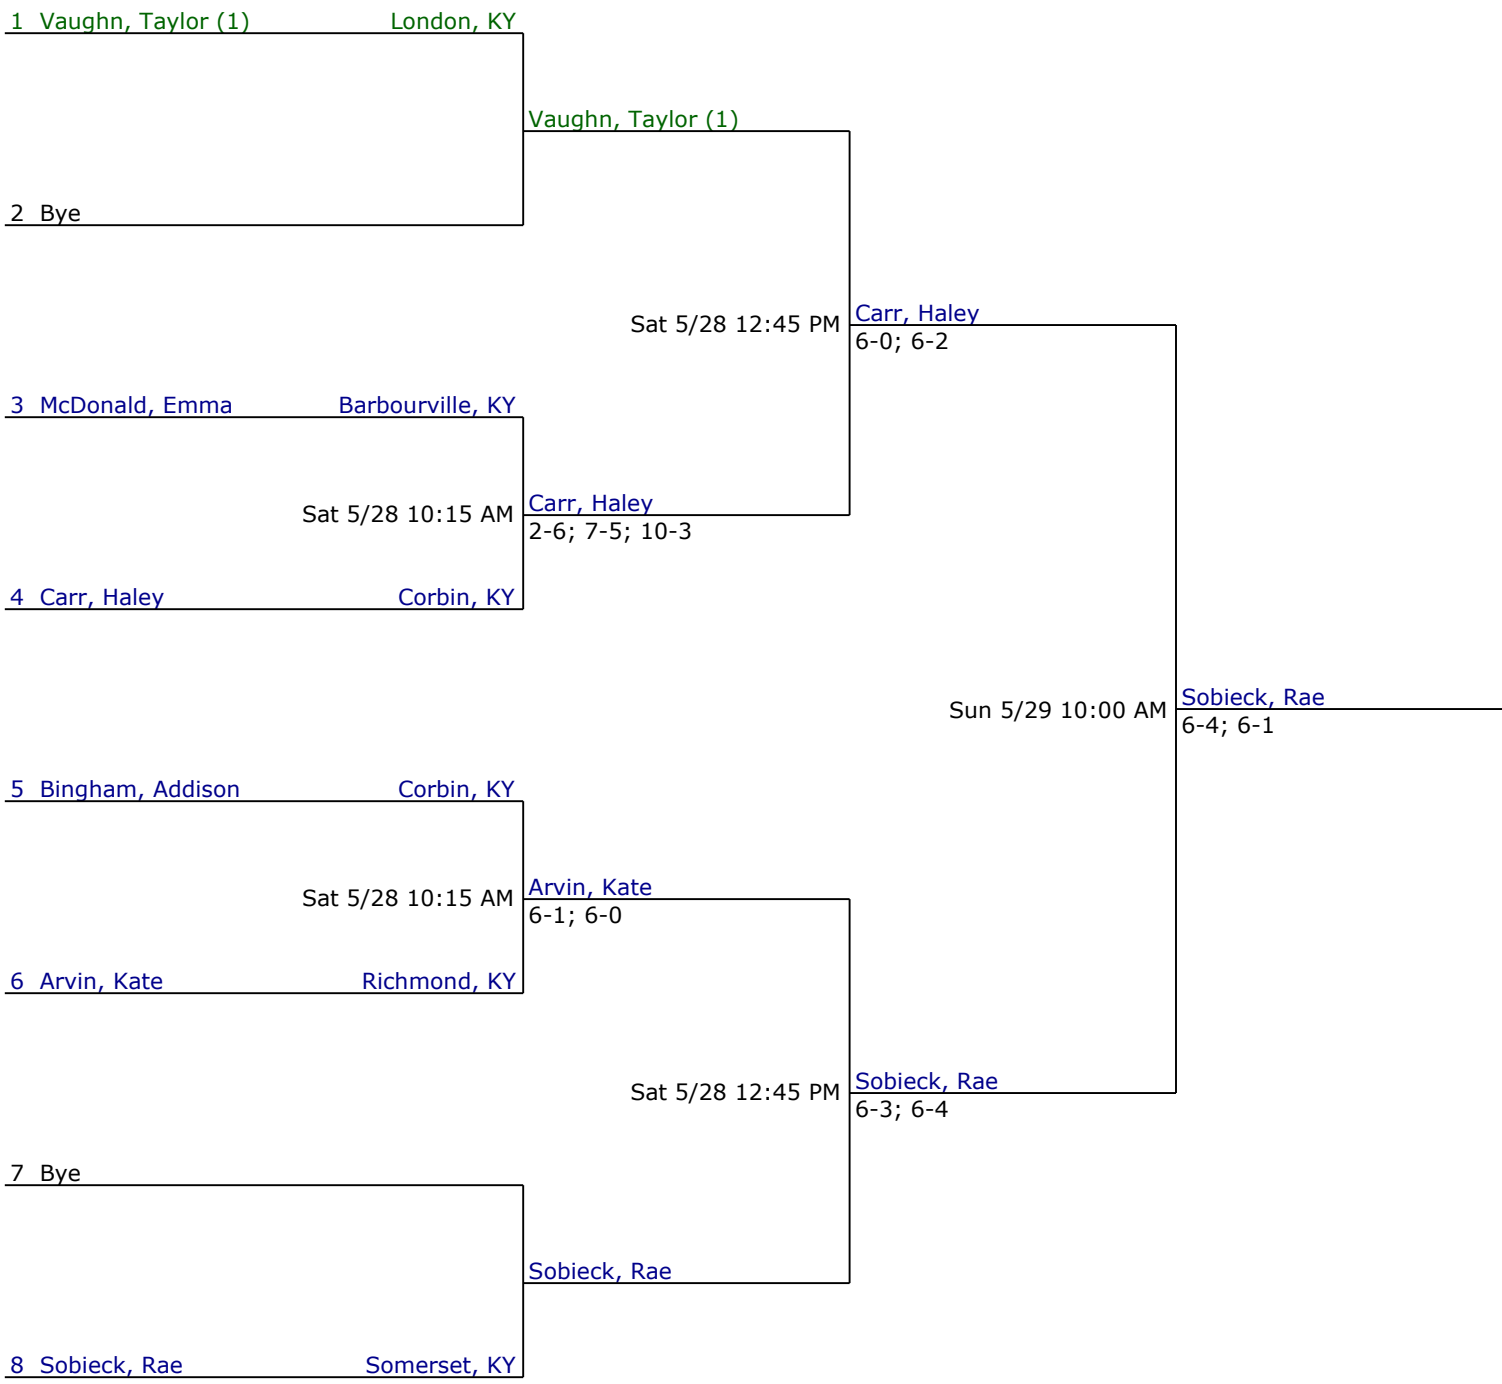 1 Vaughn, Taylor (1) London, KY
Vaughn, Taylor (1)
2 Bye
Sat 5/28 12:45 PM
Carr, Haley
6-0; 6-2
3 McDonald, Emma Barbourville, KY
Sat 5/28 10:15 AM
Carr, Haley
2-6; 7-5; 10-3
4 Carr, Haley Corbin, KY
Sun 5/29 10:00 AM
Sobieck, Rae
6-4; 6-1
5 Bingham, Addison Corbin, KY
Sat 5/28 10:15 AM
Arvin, Kate
6-1; 6-0
6 Arvin, Kate Richmond, KY
Sat 5/28 12:45 PM
Sobieck, Rae
6-3; 6-4
7 Bye
Sobieck, Rae
8 Sobieck, Rae Somerset, KY